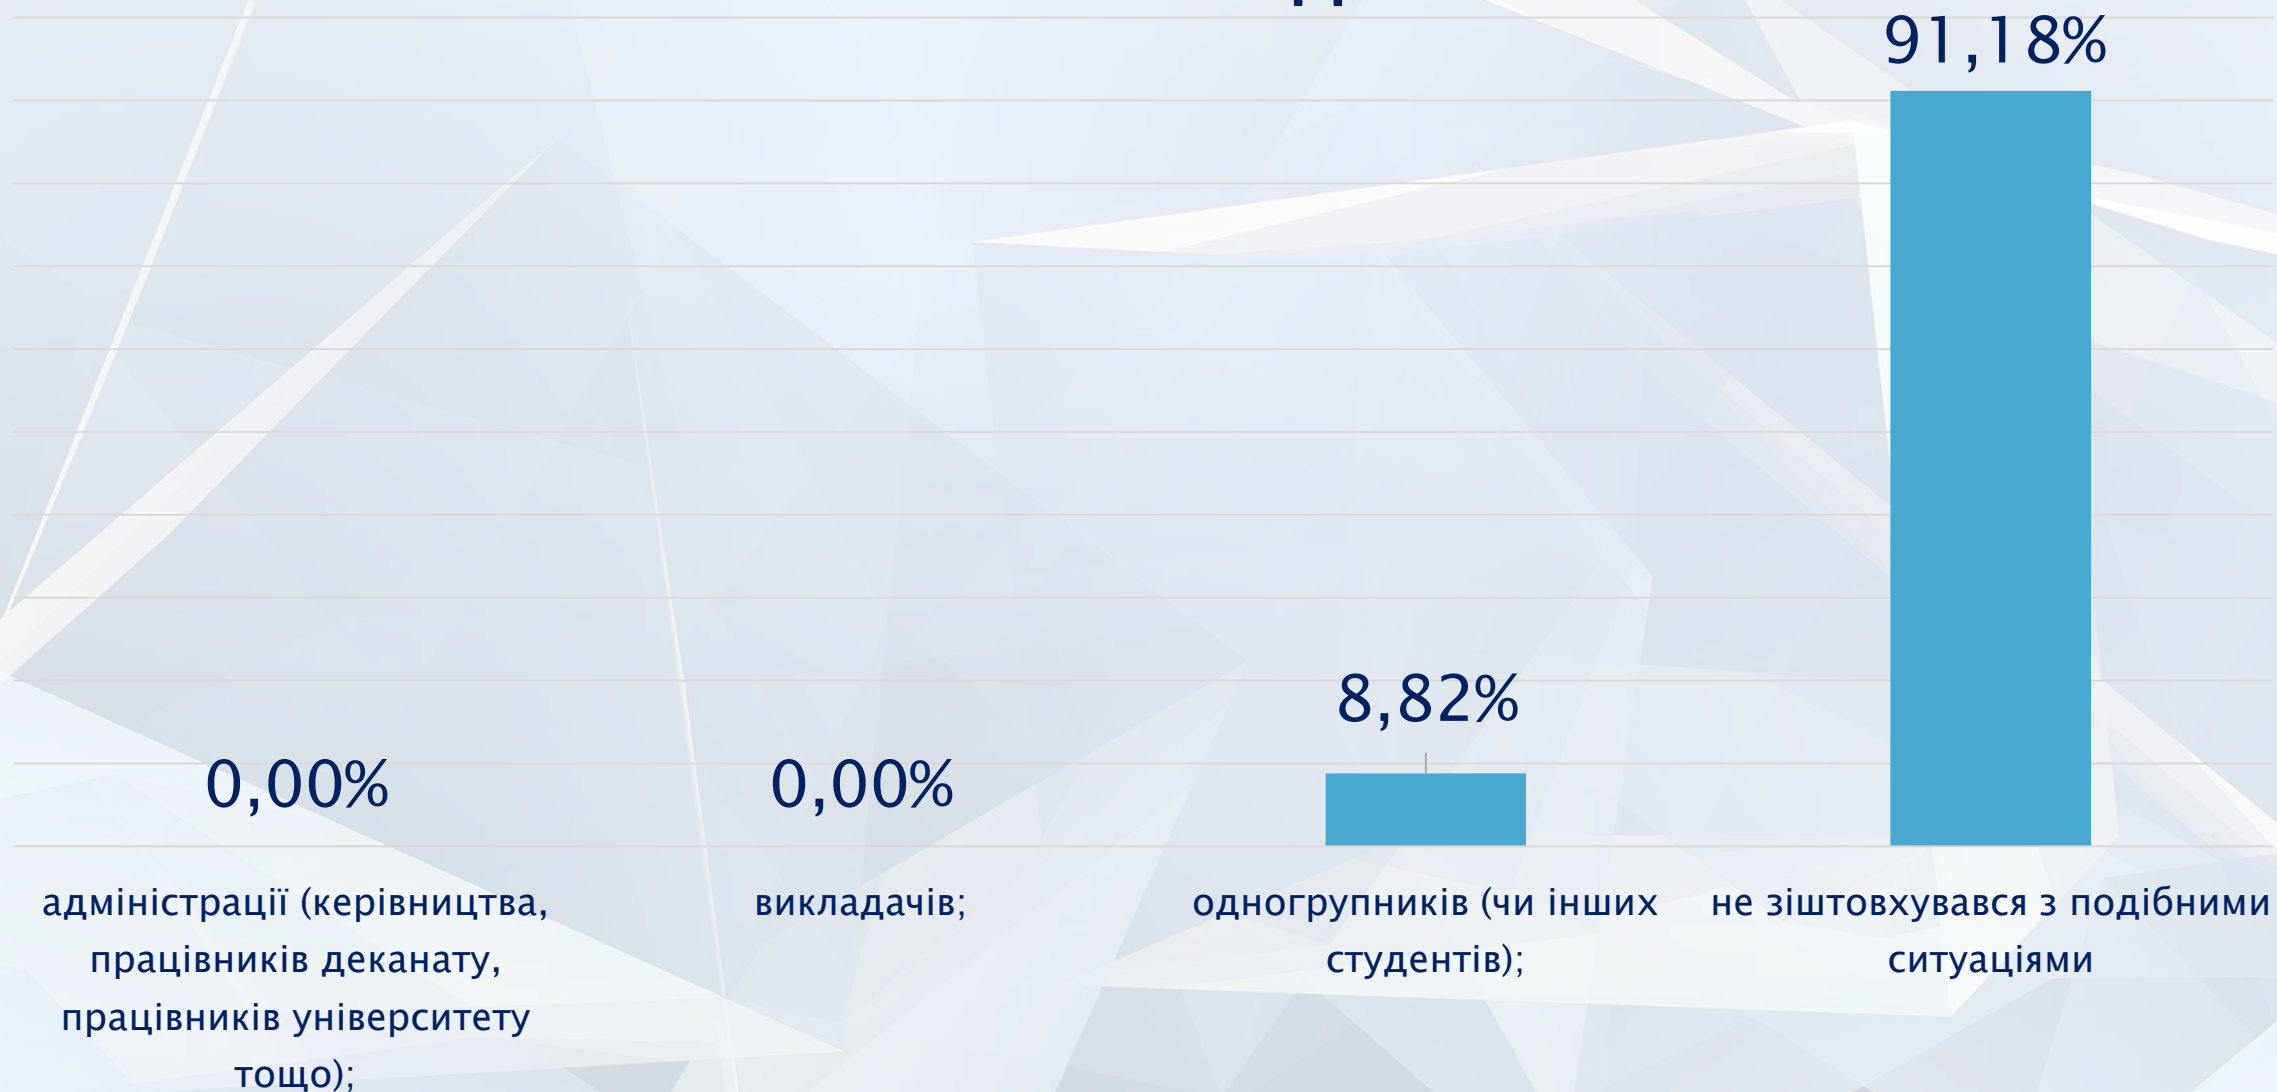 91,18%
8,82%
0,00%
0,00%
адміністрації (керівництва,
працівників деканату,
працівників університету
тощо);
викладачів;
одногрупників (чи інших
студентів);
не зіштовхувався з подібними
ситуаціями